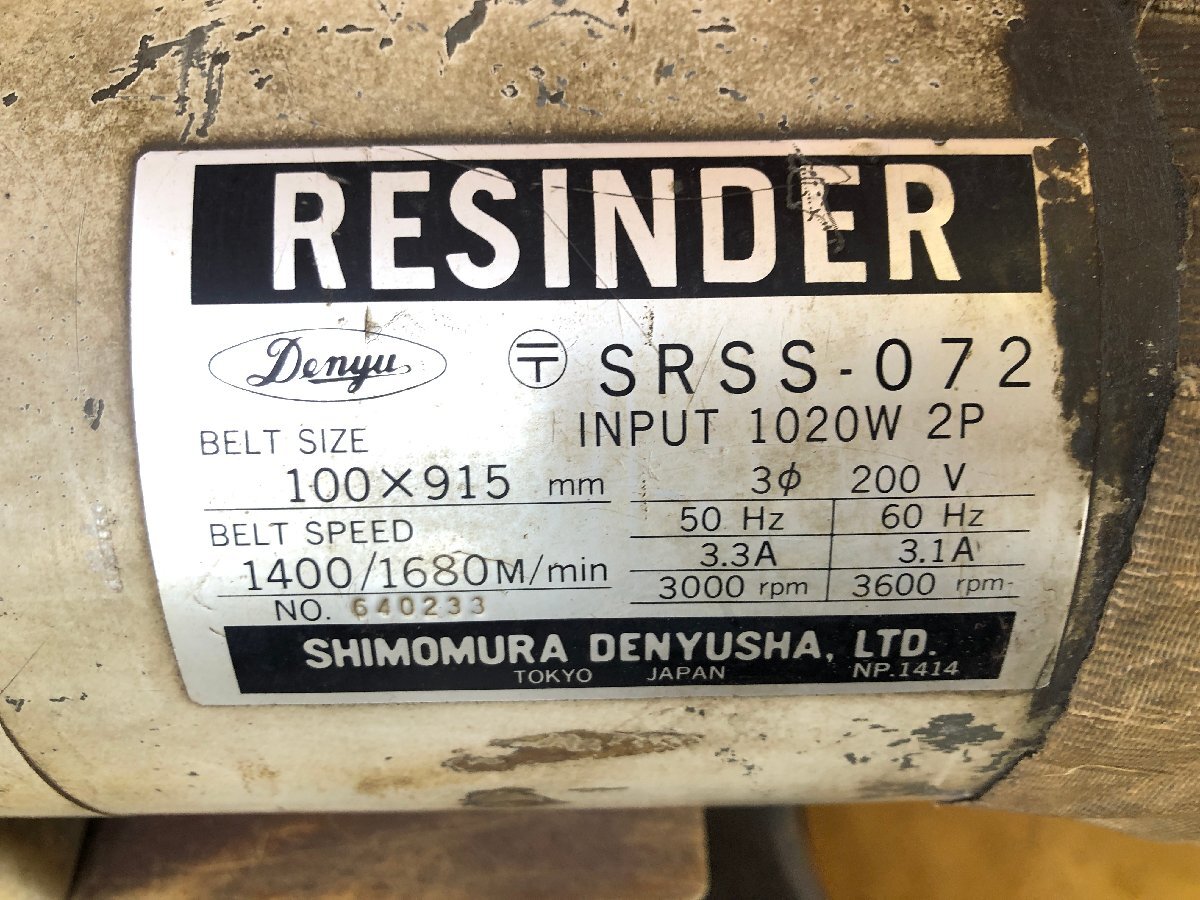 RESINDER
Denyu 〒 SRSS-072
INPUT 1020W 2P
BELT SIZE
100×915 mm
3φ 200 V
50 Hz 60 Hz
BELT SPEED
3.3A 3.1A
1400/1680M/min
3000 rpm 3600 rpm
NO. 640233
SHIMOMURA DENYUSHA, LTD.
TOKYO JAPAN NP.1414